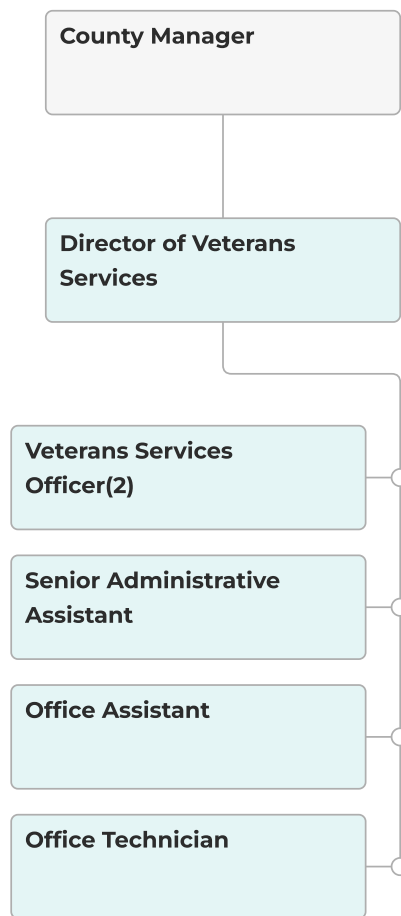 County Manager
Director of Veterans
Services
Veterans Services
Officer(2)
Senior Administrative
Assistant
Office Assistant
Office Technician